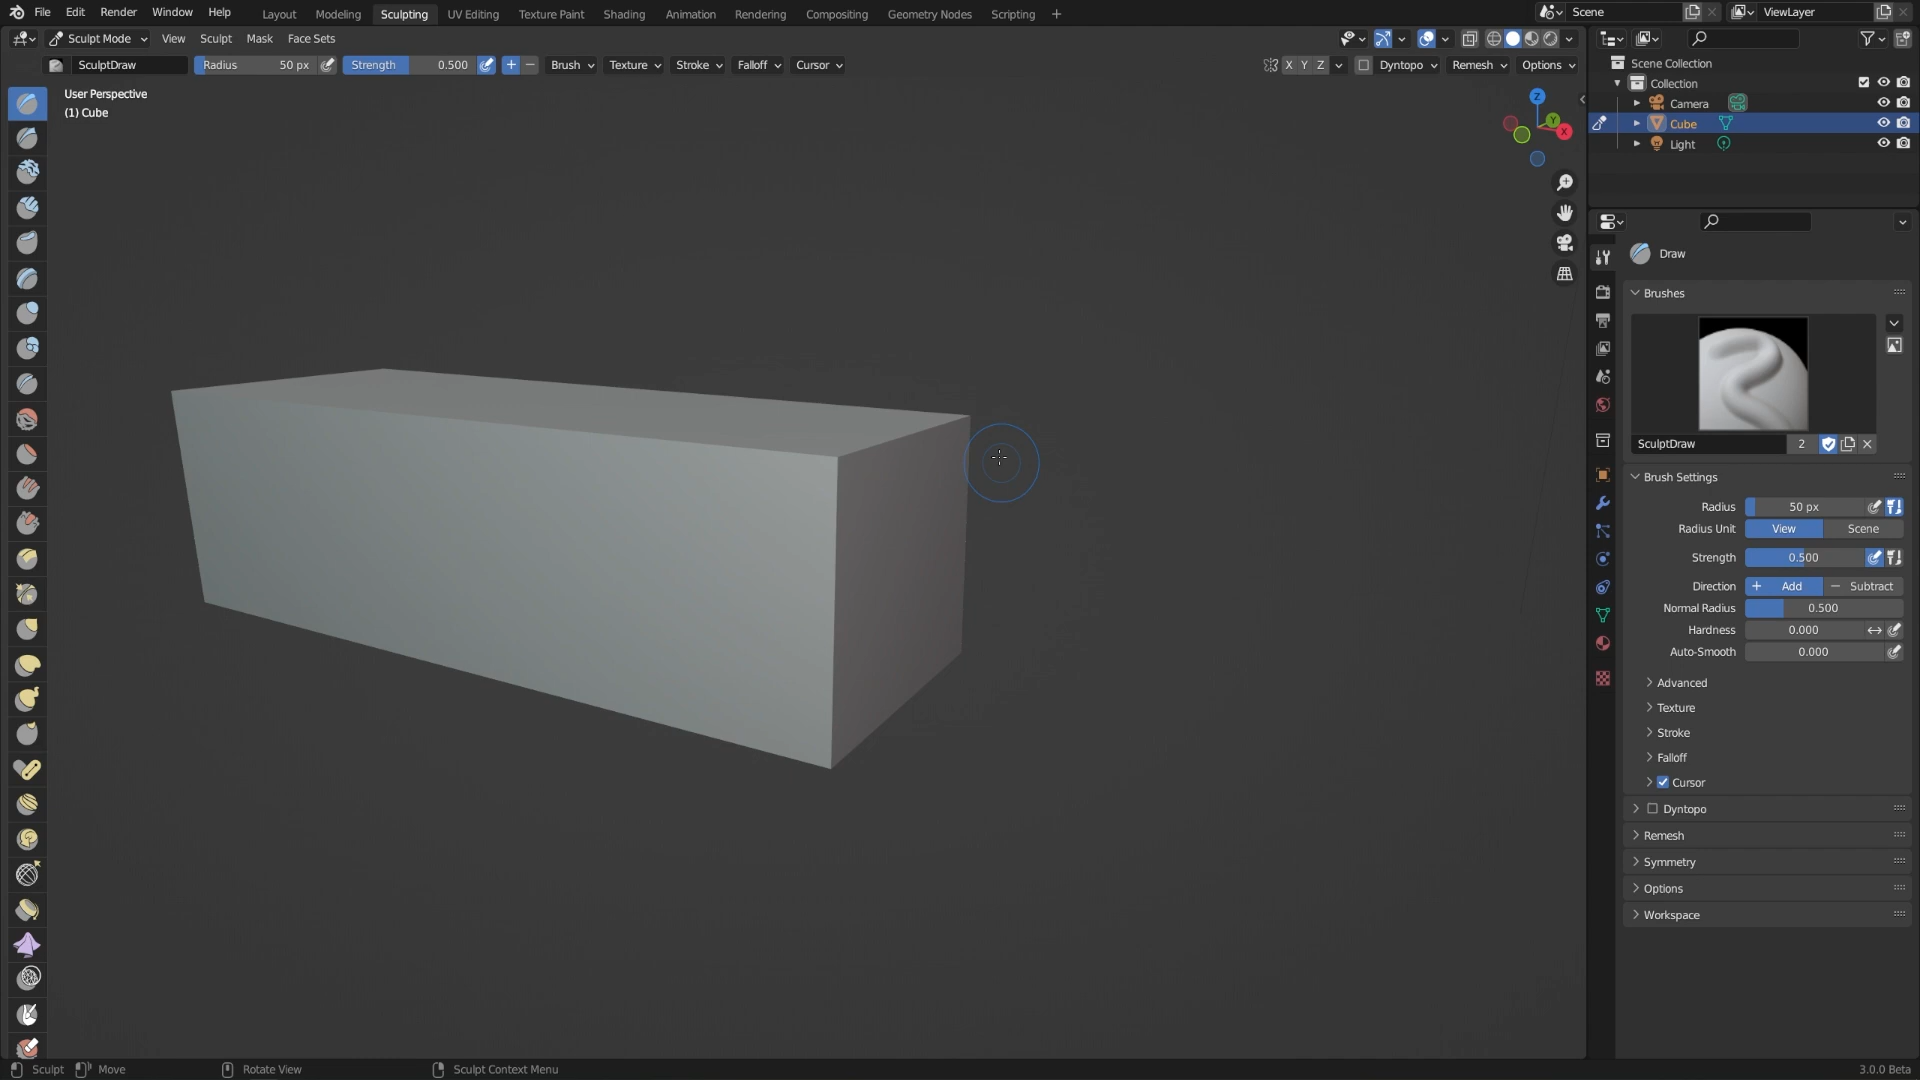 File Edit Render Window Help Layout Modeling Sculpting UV Editing Texture Paint Shading Animation Rendering Compositing Geometry Nodes Scripting Scene ViewLayer
Sculpt Mode View Sculpt Mask Face Sets
SculptDraw Radius 50 px Strength 0.500 Brush Texture Stroke Falloff Cursor X Y Z Dyntopo Remesh Options
User Perspective
(1) Cube
Z
Y
X
Scene Collection
Collection
Camera
Cube
Light
Draw
Brushes
SculptDraw 2
Brush Settings
Radius 50 px
Radius Unit View Scene
Strength 0.500
Direction Add Subtract
Normal Radius 0.500
Hardness 0.000
Auto-Smooth 0.000
Advanced
Texture
Stroke
Falloff
Cursor
Dyntopo
Remesh
Symmetry
Options
Workspace
Sculpt Move Rotate View Sculpt Context Menu 3.0.0 Beta